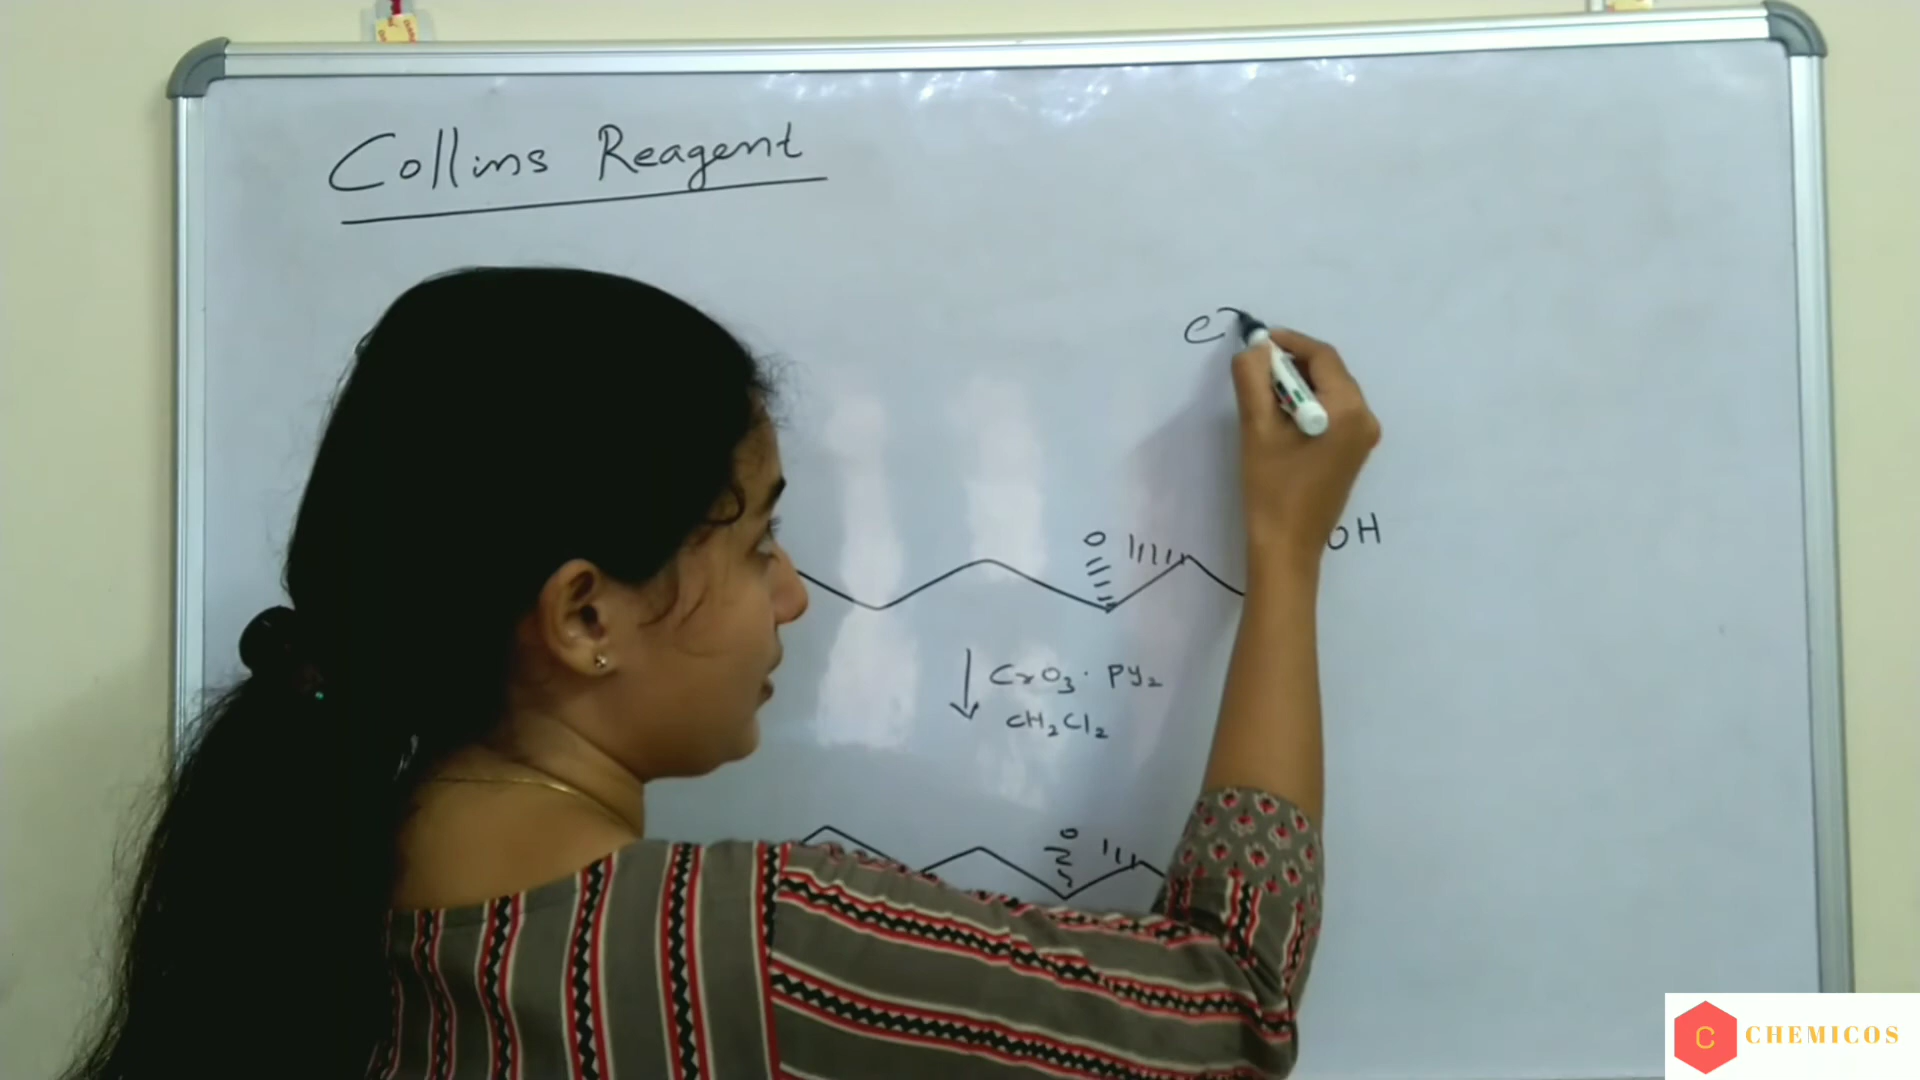 Collins Reagent
e
O
OH
CrO3. PY2
CH2Cl2
O
C CHEMICOS